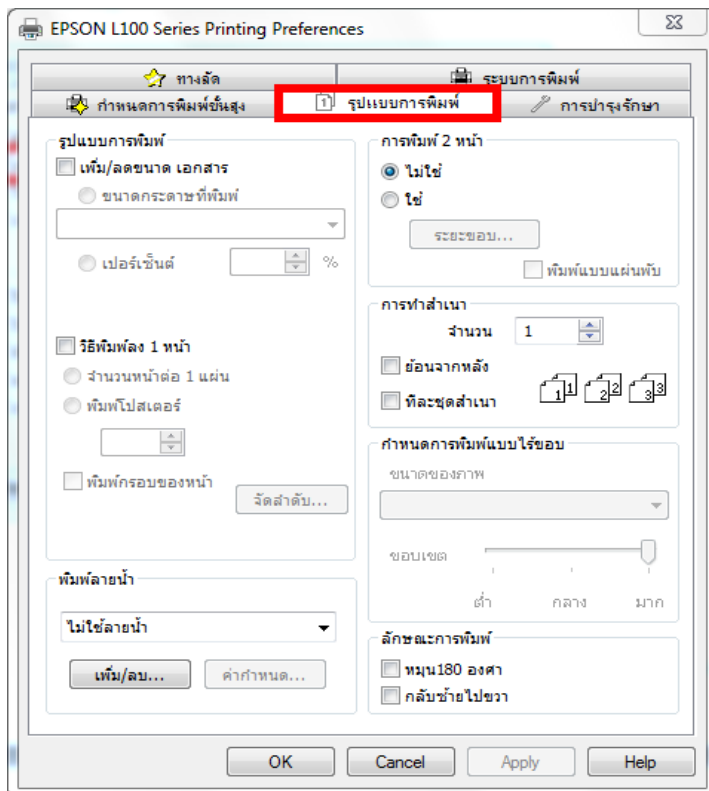 EPSON L100 Series Printing Preferences
ทางลัด
ระบบการพิมพ์
กำหนดการพิมพ์ขั้นสูง
1 รูปแบบการพิมพ์
การบำรุงรักษา
รูปแบบการพิมพ์
เพิ่ม/ลดขนาด เอกสาร
ขนาดกระดาษที่พิมพ์
เปอร์เซ็นต์ %
วิธีพิมพ์ลง 1 หน้า
จำนวนหน้าต่อ 1 แผ่น
พิมพ์โปสเตอร์
พิมพ์กรอบของหน้า
จัดลำดับ...
พิมพ์ลายน้ำ
ไม่ใช้ลายน้ำ
เพิ่ม/ลบ... ค่ากำหนด...
การพิมพ์ 2 หน้า
ไม่ใช้
ใช้
ระยะขอบ...
พิมพ์แบบแผ่นพับ
การทำสำเนา
จำนวน 1
ย้อนจากหลัง
ทีละชุดสำเนา
1 1 2 2 3 3
กำหนดการพิมพ์แบบไร้ขอบ
ขนาดของภาพ
ขอบเขต
ต่ำ กลาง มาก
ลักษณะการพิมพ์
หมุน180 องศา
กลับซ้ายไปขวา
OK Cancel Apply Help